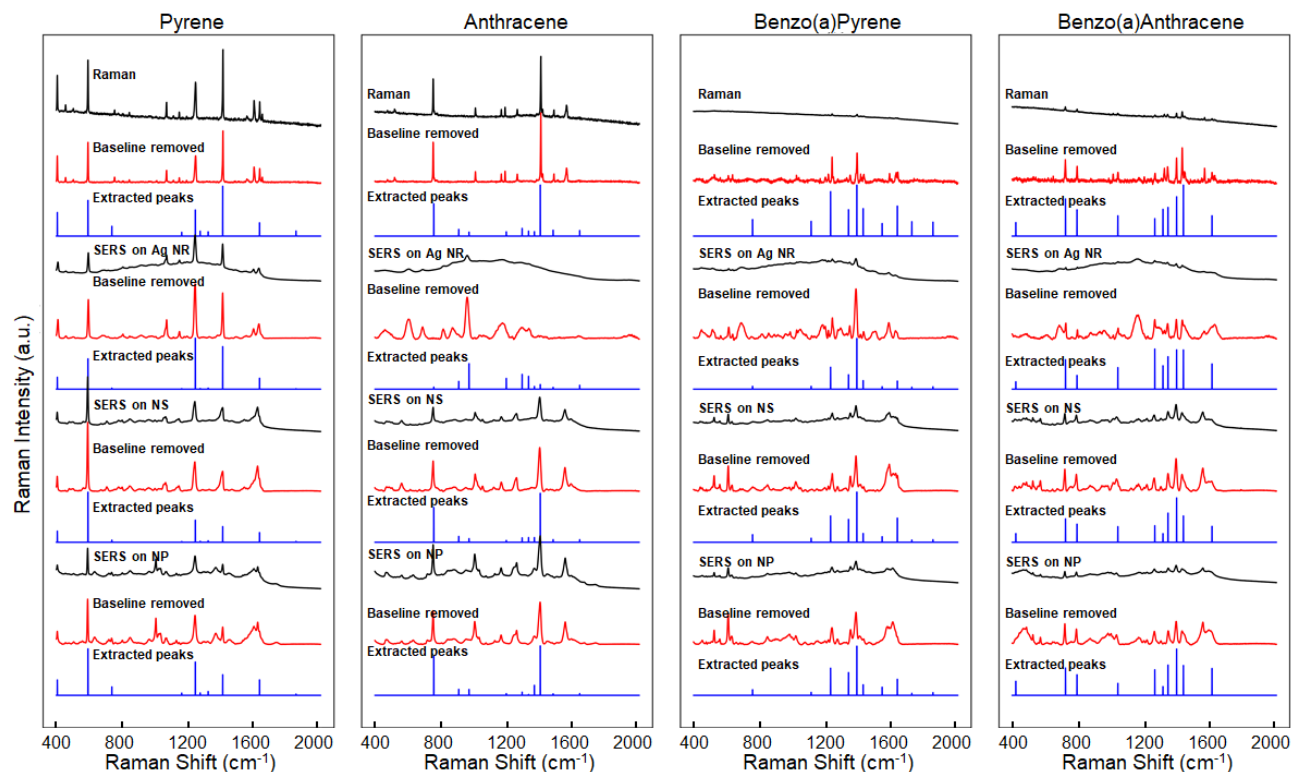 Pyrene
Anthracene
Benzo(a)Pyrene
Benzo(a)Anthracene
Raman Intensity (a.u.)
Raman
Baseline removed
Extracted peaks
SERS on Ag NR
Baseline removed
Extracted peaks
SERS on NS
Baseline removed
Extracted peaks
SERS on NP
Baseline removed
Extracted peaks
400 800 1200 1600 2000
Raman Shift (cm⁻¹)
Raman
Baseline removed
Extracted peaks
SERS on Ag NR
Baseline removed
Extracted peaks
SERS on NS
Baseline removed
Extracted peaks
SERS on NP
Baseline removed
Extracted peaks
400 800 1200 1600 2000
Raman Shift (cm⁻¹)
Raman
Baseline removed
Extracted peaks
SERS on Ag NR
Baseline removed
Extracted peaks
SERS on NS
Baseline removed
Extracted peaks
SERS on NP
Baseline removed
Extracted peaks
400 800 1200 1600 2000
Raman Shift (cm⁻¹)
Raman
Baseline removed
Extracted peaks
SERS on Ag NR
Baseline removed
Extracted peaks
SERS on NS
Baseline removed
Extracted peaks
SERS on NP
Baseline removed
Extracted peaks
400 800 1200 1600 2000
Raman Shift (cm⁻¹)